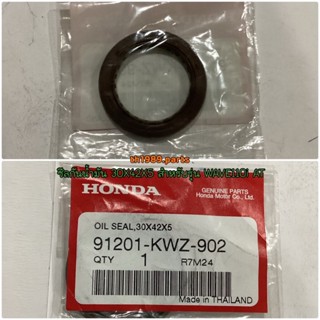 th1989.parts
ซีลกันน้ำมัน 30X42X5 สำหรับรุ่น WAVE110i AT
HONDA
GENUINE PARTS
Honda Motor Co., Ltd.
OIL SEAL,30X42X5
91201-KWZ-902
QTY 1 R7M24
Made in THAILAND